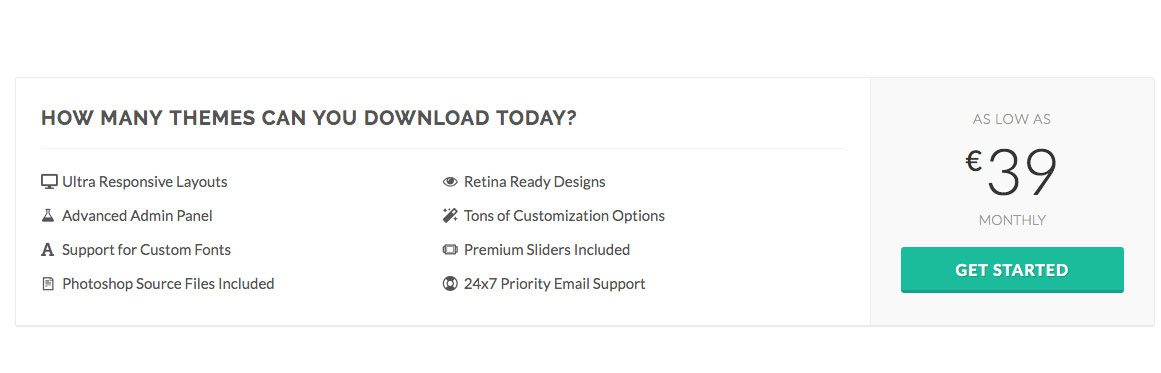 HOW MANY THEMES CAN YOU DOWNLOAD TODAY?
Ultra Responsive Layouts
Advanced Admin Panel
Support for Custom Fonts
Photoshop Source Files Included
Retina Ready Designs
Tons of Customization Options
Premium Sliders Included
24x7 Priority Email Support
AS LOW AS
€39
MONTHLY
GET STARTED